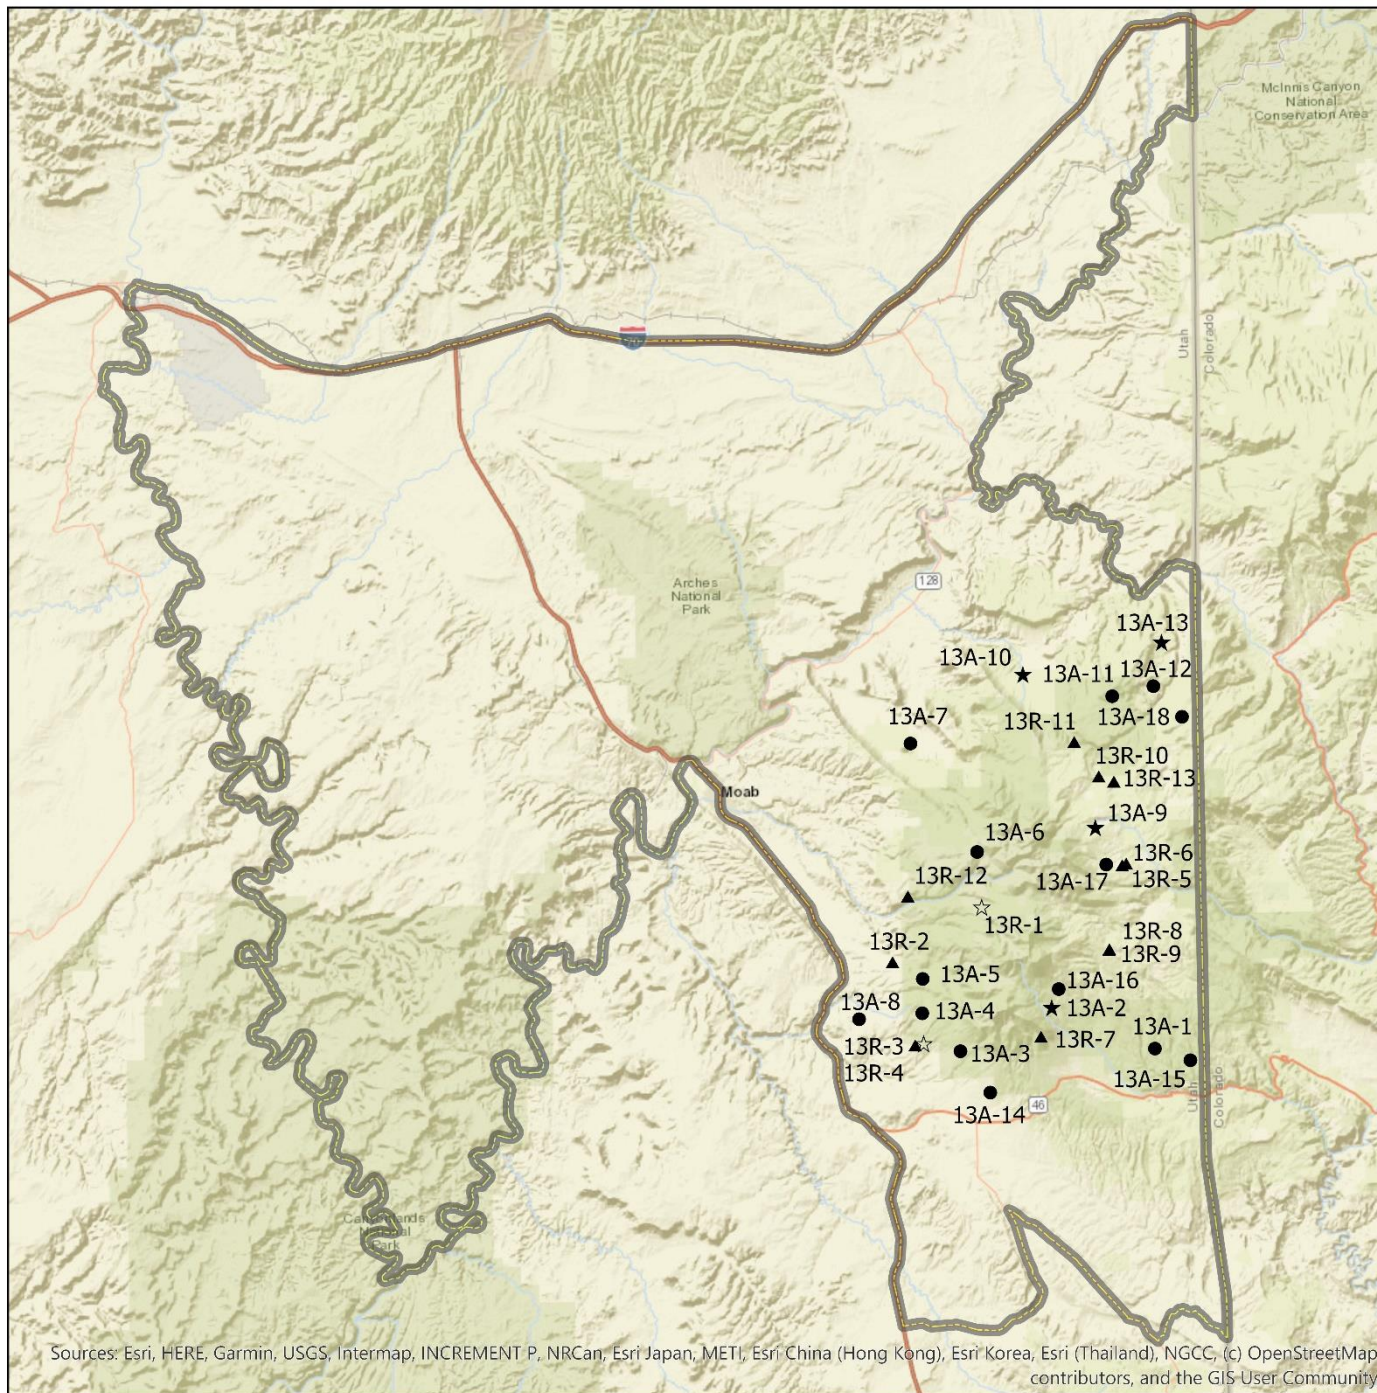 McInnis Canyon
National
Conservation Area
Utah
Colorado
70
Arches
National
Park
128
13A-13
13A-10
13A-11
13A-12
13A-7
13R-11
13A-18
13R-10
13R-13
Moab
13A-9
13A-6
13R-6
13R-12
13A-17
13R-5
13R-1
13R-8
13R-2
13R-9
13A-5
13A-16
13A-8
13A-4
13A-2
13A-1
13R-3
13A-3
13R-7
13R-4
13A-15
46
13A-14
Utah
Colorado
Canyonlands
National
Park
Sources: Esri, HERE, Garmin, USGS, Intermap, INCREMENT P, NRCan, Esri Japan, METI, Esri China (Hong Kong), Esri Korea, Esri (Thailand), NGCC, (c) OpenStreetMap
contributors, and the GIS User Community